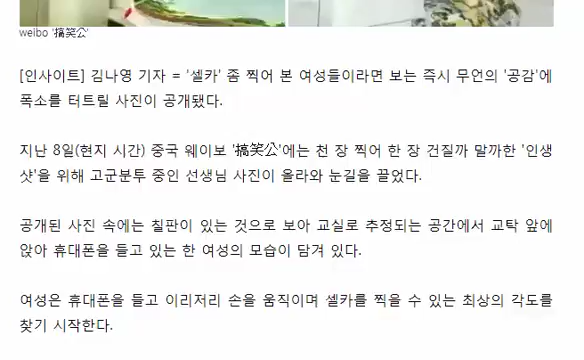 weibo '搞笑公'
[인사이트] 김나영 기자 = '셀카' 좀 찍어 본 여성들이라면 보는 즉시 무언의 '공감'에
폭소를 터트릴 사진이 공개됐다.
지난 8일(현지 시간) 중국 웨이보 '搞笑公'에는 천 장 찍어 한 장 건질까 말까한 '인생
샷'을 위해 고군분투 중인 선생님 사진이 올라와 눈길을 끌었다.
공개된 사진 속에는 칠판이 있는 것으로 보아 교실로 추정되는 공간에서 교탁 앞에
앉아 휴대폰을 들고 있는 한 여성의 모습이 담겨 있다.
여성은 휴대폰을 들고 이리저리 손을 움직이며 셀카를 찍을 수 있는 최상의 각도를
찾기 시작한다.